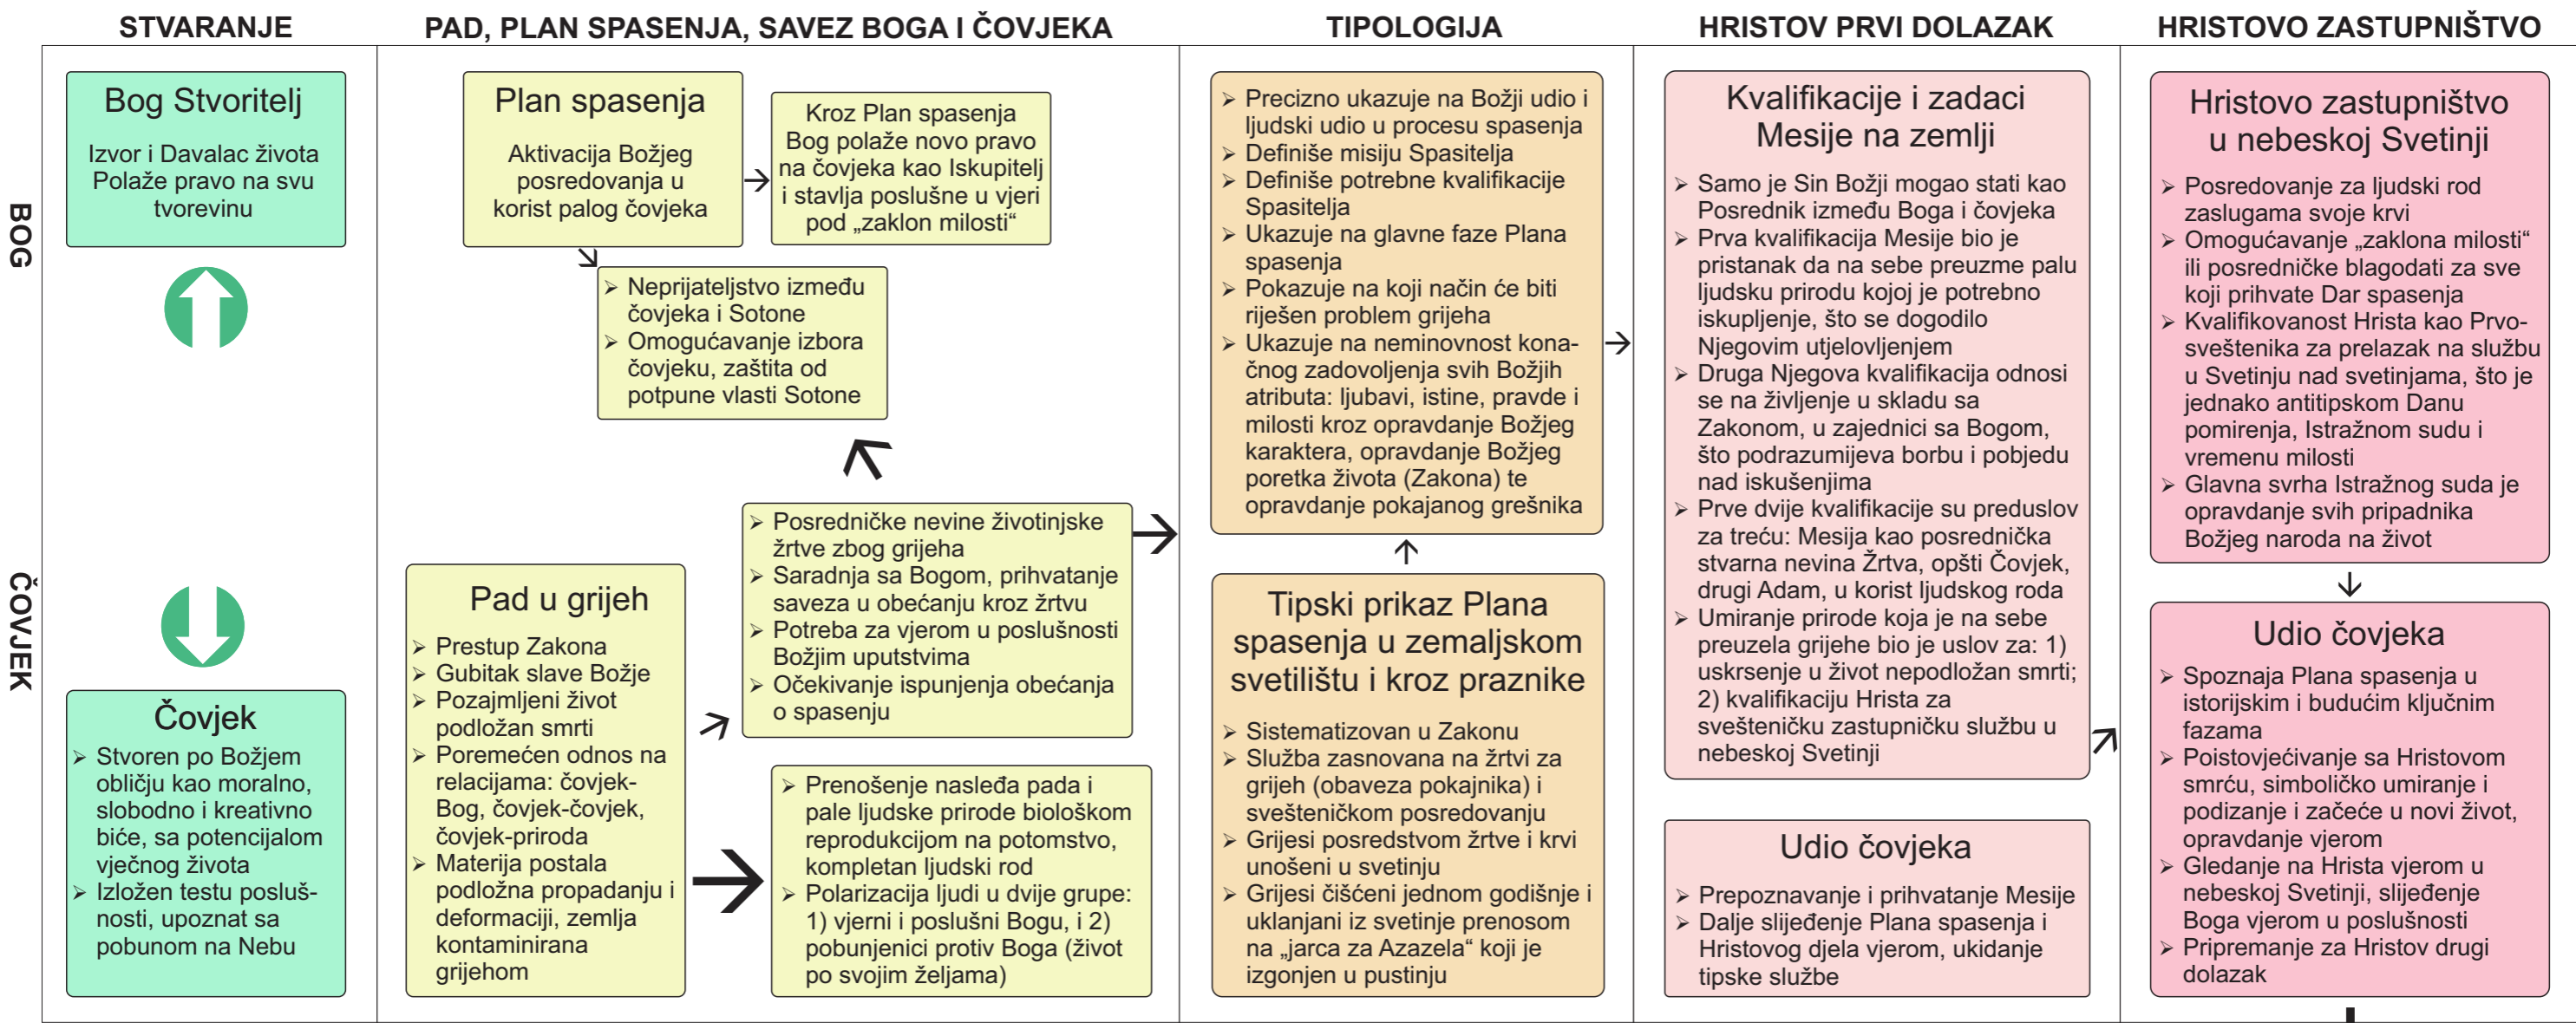 STVARANJE
PAD, PLAN SPASENJA, SAVEZ BOGA I ČOVJEKA
TIPOLOGIJA
HRISTOV PRVI DOLAZAK
HRISTOVO ZASTUPNIŠTVO
BOG
ČOVJEK
Bog Stvoritelj
Izvor i Davalac života
Polaže pravo na svu
tvorevinu
Čovjek
➢ Stvoren po Božjem
obličju kao moralno,
slobodno i kreativno
biće, sa potencijalom
vječnog života
➢ Izložen testu posluš-
nosti, upoznat sa
pobunom na Nebu
Plan spasenja
Aktivacija Božjeg
posredovanja u
korist palog čovjeka
Kroz Plan spasenja
Bog polaže novo pravo
na čovjeka kao Iskupitelj
i stavlja poslušne u vjeri
pod „zaklon milosti“
➢ Neprijateljstvo između
čovjeka i Sotone
➢ Omogućavanje izbora
čovjeku, zaštita od
potpune vlasti Sotone
Pad u grijeh
➢ Prestup Zakona
➢ Gubitak slave Božje
➢ Pozajmljeni život
podložan smrti
➢ Poremećen odnos na
relacijama: čovjek-
Bog, čovjek-čovjek,
čovjek-priroda
➢ Materija postala
podložna propadanju i
deformaciji, zemlja
kontaminirana
grijehom
➢ Posredničke nevine životinjske
žrtve zbog grijeha
➢ Saradnja sa Bogom, prihvatanje
saveza u obećanju kroz žrtvu
➢ Potreba za vjerom u poslušnosti
Božjim uputstvima
➢ Očekivanje ispunjenja obećanja
o spasenju
➢ Prenošenje nasleđa pada i
pale ljudske prirode biološkom
reprodukcijom na potomstvo,
kompletan ljudski rod
➢ Polarizacija ljudi u dvije grupe:
1) vjerni i poslušni Bogu, i 2)
pobunjenici protiv Boga (život
po svojim željama)
➢ Precizno ukazuje na Božji udio i
ljudski udio u procesu spasenja
➢ Definiše misiju Spasitelja
➢ Definiše potrebne kvalifikacije
Spasitelja
➢ Ukazuje na glavne faze Plana
spasenja
➢ Pokazuje na koji način će biti
riješen problem grijeha
➢ Ukazuje na neminovnost kona-
čnog zadovoljenja svih Božjih
atributa: ljubavi, istine, pravde i
milosti kroz opravdanje Božjeg
karaktera, opravdanje Božjeg
poretka života (Zakona) te
opravdanje pokajanog grešnika
Tipski prikaz Plana
spasenja u zemaljskom
svetilištu i kroz praznike
➢ Sistematizovan u Zakonu
➢ Služba zasnovana na žrtvi za
grijeh (obaveza pokajnika) i
svešteničkom posredovanju
➢ Grijesi posredstvom žrtve i krvi
unošeni u svetinju
➢ Grijesi čišćeni jednom godišnje i
uklanjani iz svetinje prenosom
na „jarca za Azazela“ koji je
izgonjen u pustinju
Kvalifikacije i zadaci
Mesije na zemlji
➢ Samo je Sin Božji mogao stati kao
Posrednik između Boga i čovjeka
➢ Prva kvalifikacija Mesije bio je
pristanak da na sebe preuzme palu
ljudsku prirodu kojoj je potrebno
iskupljenje, što se dogodilo
Njegovim utjelovljenjem
➢ Druga Njegova kvalifikacija odnosi
se na življenje u skladu sa
Zakonom, u zajednici sa Bogom,
što podrazumijeva borbu i pobjedu
nad iskušenjima
➢ Prve dvije kvalifikacije su preduslov
za treću: Mesija kao posrednička
stvarna nevina Žrtva, opšti Čovjek,
drugi Adam, u korist ljudskog roda
➢ Umiranje prirode koja je na sebe
preuzela grijehe bio je uslov za: 1)
uskrsenje u život nepodložan smrti;
2) kvalifikaciju Hrista za
svešteničku zastupničku službu u
nebeskoj Svetinji
Udio čovjeka
➢ Prepoznavanje i prihvatanje Mesije
➢ Dalje slijeđenje Plana spasenja i
Hristovog djela vjerom, ukidanje
tipske službe
Hristovo zastupništvo
u nebeskoj Svetinji
➢ Posredovanje za ljudski rod
zaslugama svoje krvi
➢ Omogućavanje „zaklona milosti“
ili posredničke blagodati za sve
koji prihvate Dar spasenja
➢ Kvalifikovanost Hrista kao Prvo-
sveštenika za prelazak na službu
u Svetinju nad svetinjama, što je
jednako antitipskom Danu
pomirenja, Istražnom sudu i
vremenu milosti
➢ Glavna svrha Istražnog suda je
opravdanje svih pripadnika
Božjeg naroda na život
Udio čovjeka
➢ Spoznaja Plana spasenja u
istorijskim i budućim ključnim
fazama
➢ Poistovjećivanje sa Hristovom
smrću, simboličko umiranje i
podizanje i začeće u novi život,
opravdanje vjerom
➢ Gledanje na Hrista vjerom u
nebeskoj Svetinji, slijeđenje
Boga vjerom u poslušnosti
➢ Pripremanje za Hristov drugi
dolazak